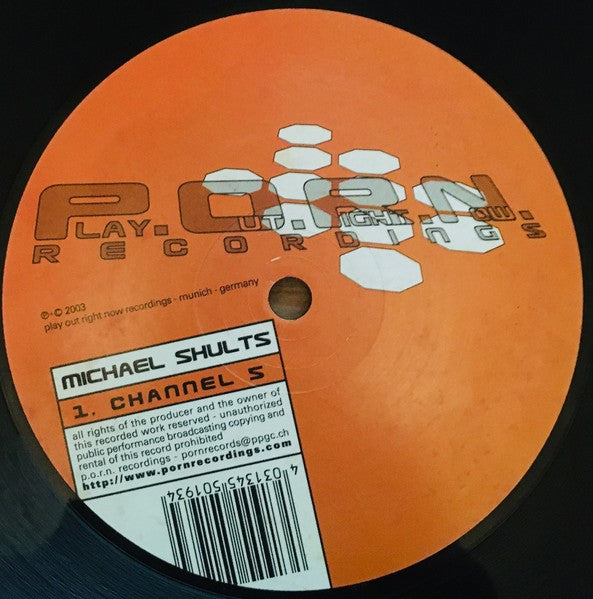 P.O.R.N.
PLAY. OUT. RIGHT. NOW.
RECORDINGS
℗·© 2003
play out right now recordings - munich - germany
MICHAEL SHULTS
1. CHANNEL 5
all rights of the producer and the owner of
this recorded work reserved - unauthorized
public performance broadcasting copying and
rental of this record prohibited
p.o.r.n. recordings - pornrecords@ppgc.ch
http://www.pornrecordings.com
4 031345 501934